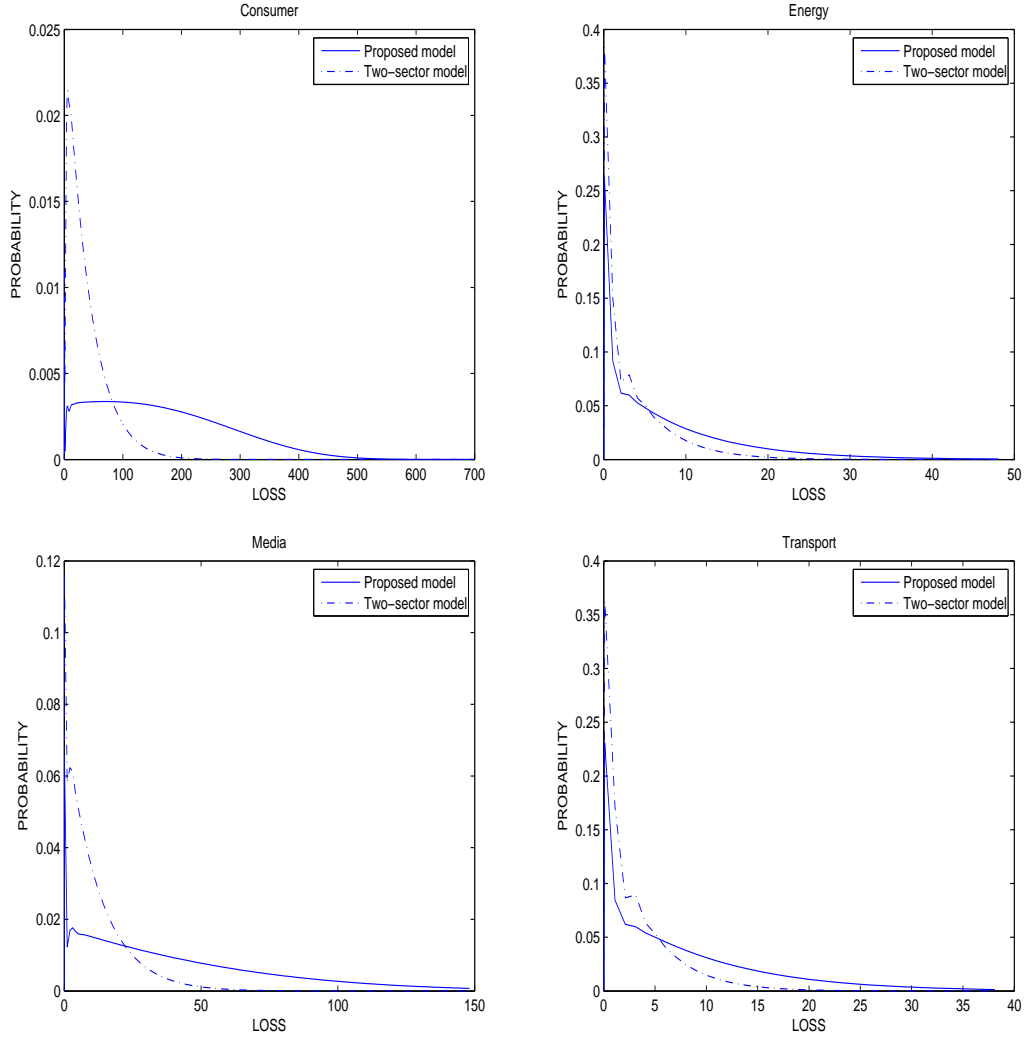 Consumer
0.025
0.02
0.015
0.01
0.005
0
0 100 200 300 400 500 600 700
PROBABILITY
LOSS
Proposed model
Two-sector model
Energy
0.4
0.35
0.3
0.25
0.2
0.15
0.1
0.05
0
0 10 20 30 40 50
PROBABILITY
LOSS
Proposed model
Two-sector model
Media
0.12
0.1
0.08
0.06
0.04
0.02
0
0 50 100 150
PROBABILITY
LOSS
Proposed model
Two-sector model
Transport
0.4
0.35
0.3
0.25
0.2
0.15
0.1
0.05
0
0 5 10 15 20 25 30 35 40
PROBABILITY
LOSS
Proposed model
Two-sector model